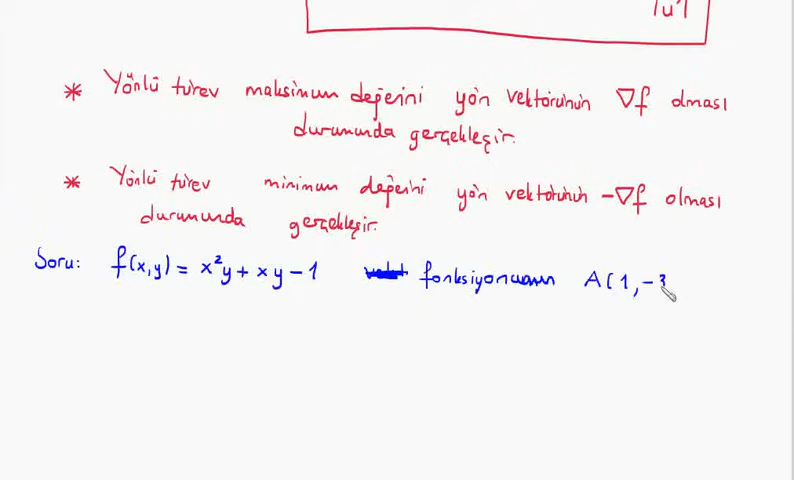 |u|
* Yönlü türev maksimum değerini yön vektörünün ∇f olması
durumunda gerçekleşir.
* Yönlü türev minimum değerini yön vektörünün -∇f olması
durumunda gerçekleşir.
Soru: f(x,y) = x²y + xy - 1 fonksiyonunun A(1,-3